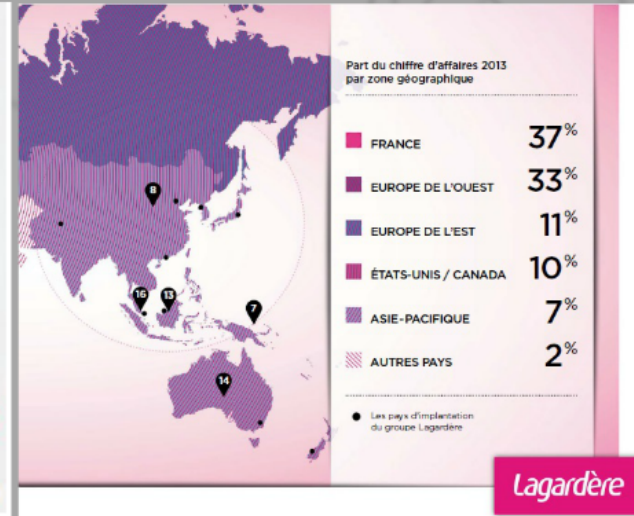 Part du chiffre d'affaires 2013
par zone géographique
FRANCE 37%
EUROPE DE L'OUEST 33%
EUROPE DE L'EST 11%
ÉTATS-UNIS / CANADA 10%
ASIE-PACIFIQUE 7%
AUTRES PAYS 2%
Les pays d'implantation
du groupe Lagardère
8
16
13
7
14
Lagardère